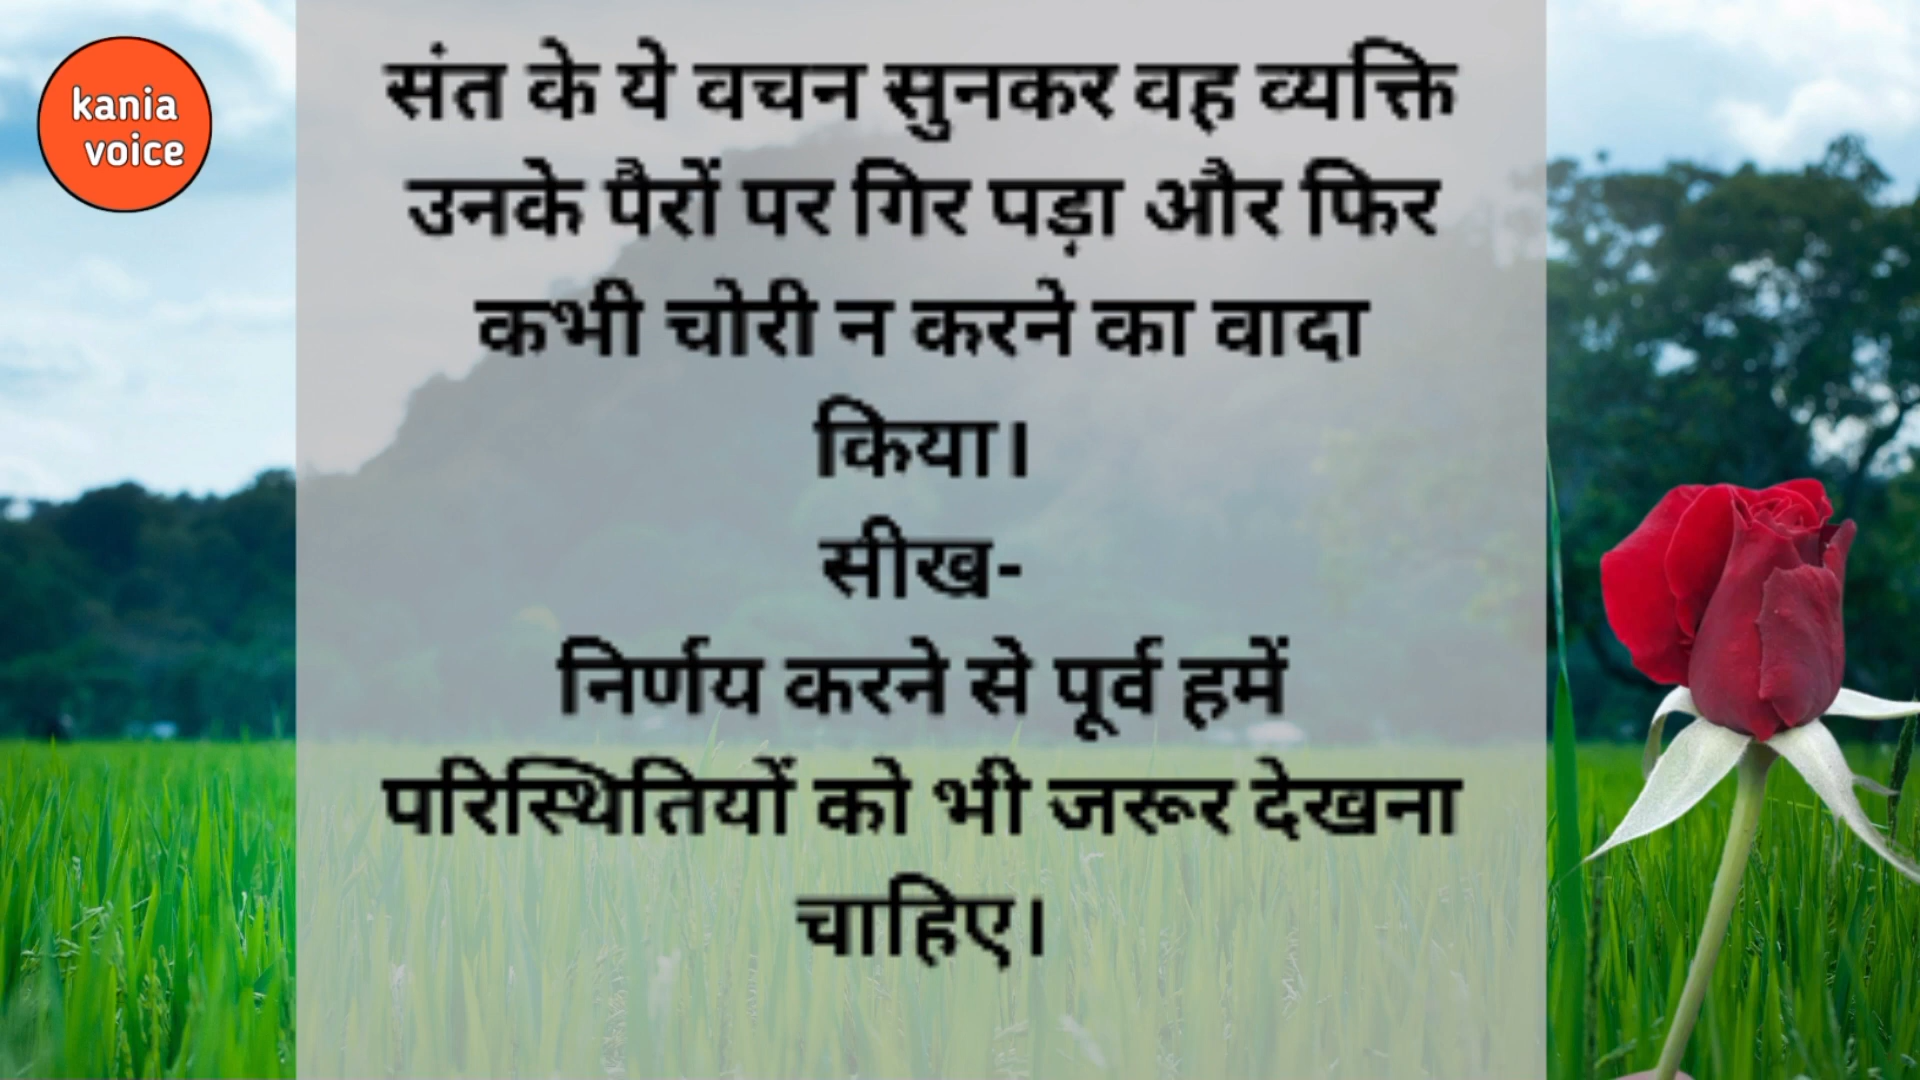 kania
voice
संत के ये वचन सुनकर वह व्यक्ति
उनके पैरों पर गिर पड़ा और फिर
कभी चोरी न करने का वादा
किया।
सीख-
निर्णय करने से पूर्व हमें
परिस्थितियों को भी जरूर देखना
चाहिए।